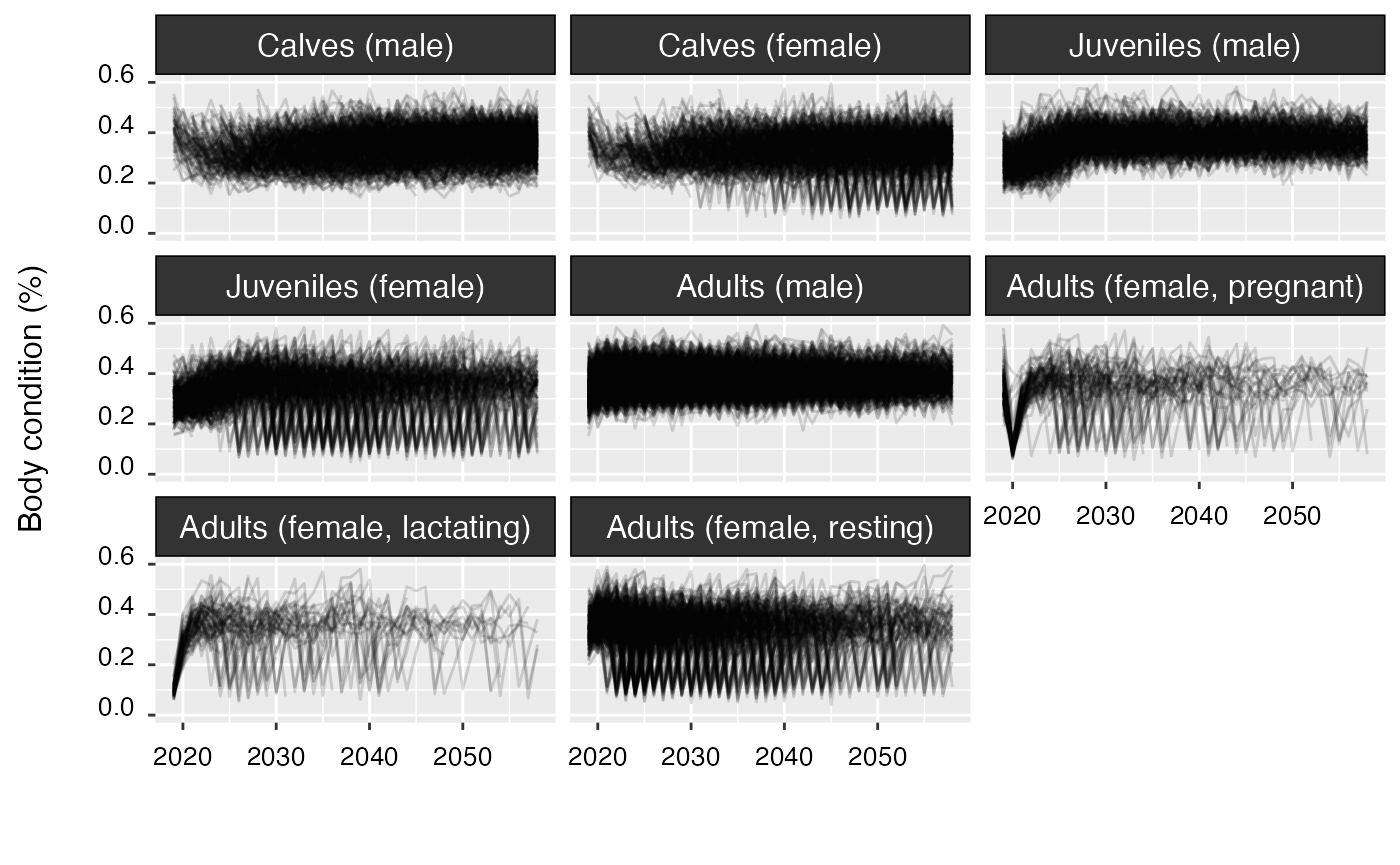 Calves (male)
Calves (female)
Juveniles (male)
0.6
0.4
0.2
0.0
Juveniles (female)
Adults (male)
Adults (female, pregnant)
0.6
0.4
0.2
0.0
2020 2030 2040 2050
Adults (female, lactating)
Adults (female, resting)
0.6
0.4
0.2
0.0
2020 2030 2040 2050
2020 2030 2040 2050
Body condition (%)